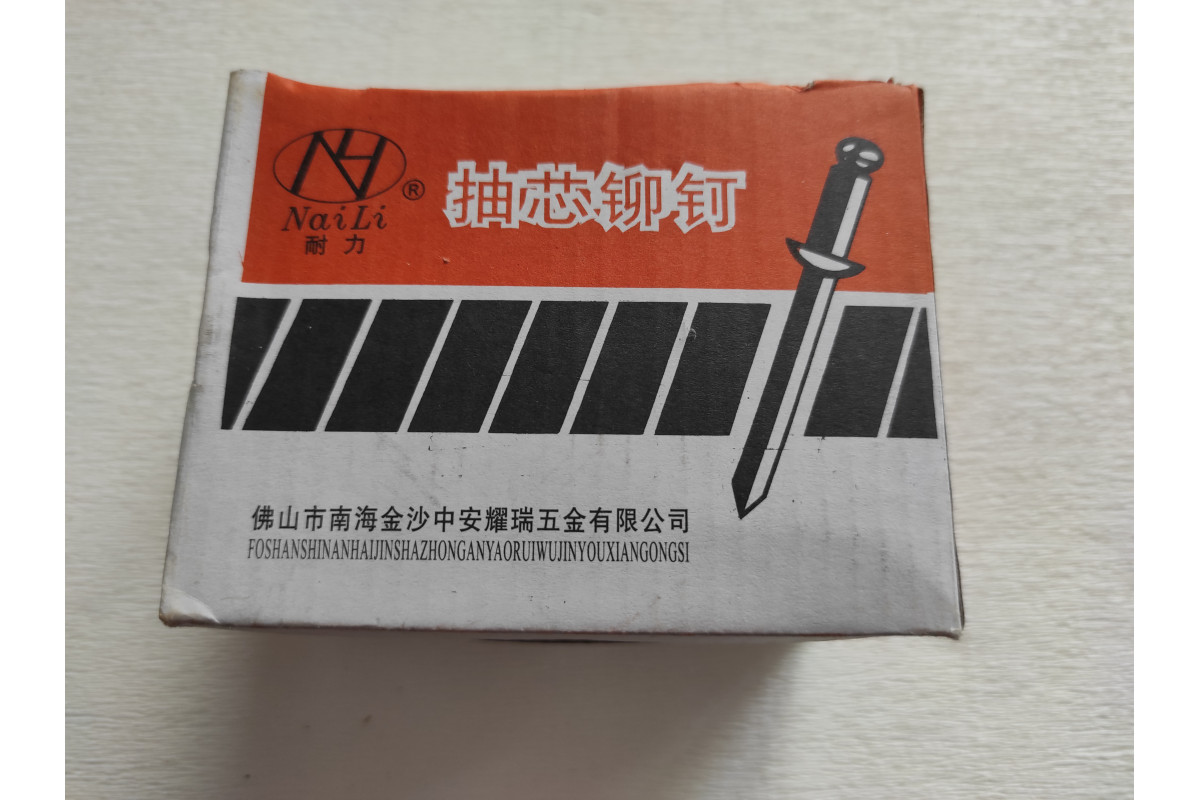 NH
®
NaiLi
耐力
抽芯铆钉
佛山市南海金沙中安耀瑞五金有限公司
FOSHANSHINANHAIJINSHAZHONGANYAORUIWUJINYOUXIANGONGSI